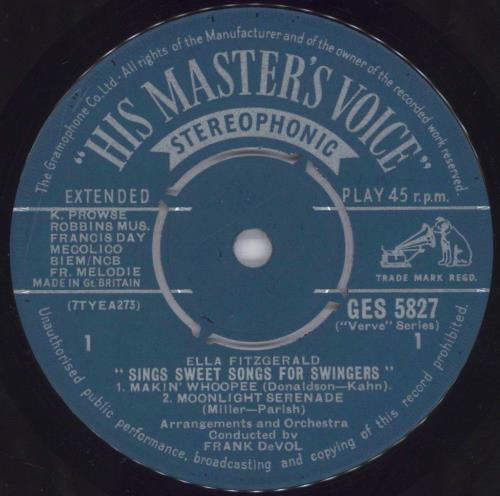 The Gramophone Co. Ltd.- All rights of the Manufacturer and of the owner of the recorded work reserved.
"HIS MASTER'S VOICE"
STEREOPHONIC
EXTENDED PLAY 45 r.p.m.
K. PROWSE
ROBBINS MUS.
FRANCIS DAY
MECOLICO
BIEM/NCB
FR. MELODIE
MADE IN Gt. BRITAIN
TRADE MARK REGD.
(7TYEA273)
GES 5827
("Verve" Series)
1
1
ELLA FITZGERALD
"SINGS SWEET SONGS FOR SWINGERS"
1. MAKIN' WHOOPEE (Donaldson—Kahn)
2. MOONLIGHT SERENADE
(Miller—Parish)
Arrangements and Orchestra
Conducted by
FRANK DeVOL
Unauthorised public performance, broadcasting and copying of this record prohibited.